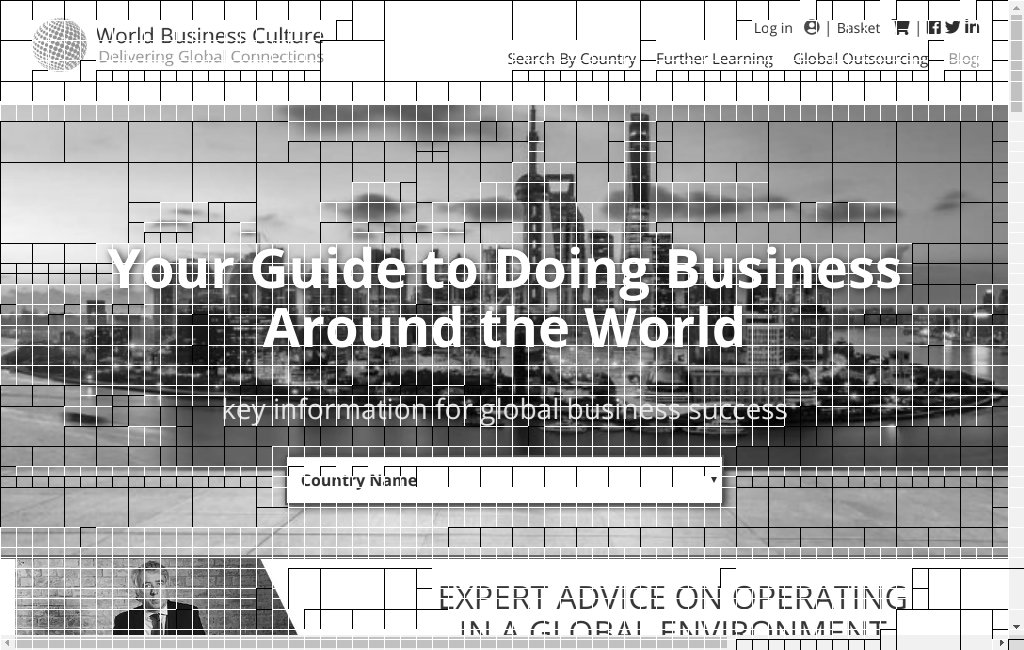 World Business Culture
Delivering Global Connections
Log in | Basket |
Search By Country Further Learning Global Outsourcing Blog
Your Guide to Doing Business
Around the World
key information for global business success
Country Name
EXPERT ADVICE ON OPERATING
IN A GLOBAL ENVIRONMENT